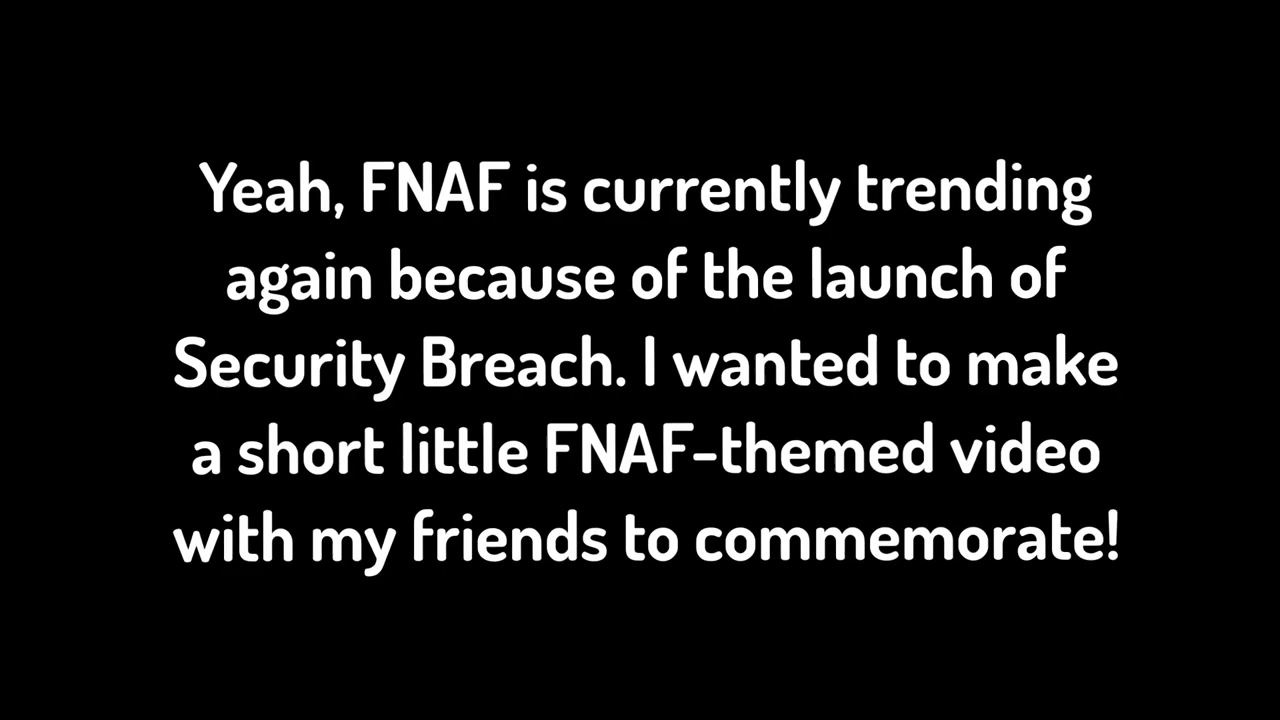 Yeah, FNAF is currently trending
again because of the launch of
Security Breach. I wanted to make
a short little FNAF-themed video
with my friends to commemorate!